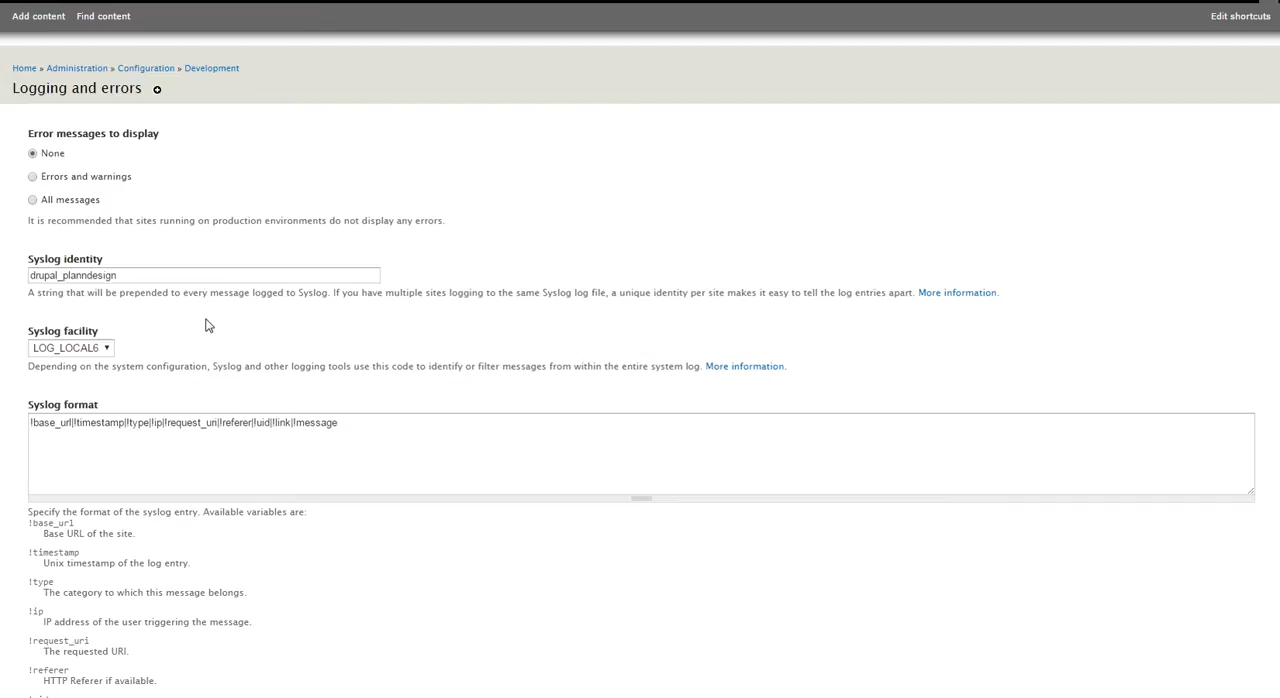 Add content Find content Edit shortcuts
Home » Administration » Configuration » Development
Logging and errors
Error messages to display
None
Errors and warnings
All messages
It is recommended that sites running on production environments do not display any errors.
Syslog identity
drupal_planndesign
A string that will be prepended to every message logged to Syslog. If you have multiple sites logging to the same Syslog log file, a unique identity per site makes it easy to tell the log entries apart. More information.
Syslog facility
LOG_LOCAL6
Depending on the system configuration, Syslog and other logging tools use this code to identify or filter messages from within the entire system log. More information.
Syslog format
!base_url|!timestamp|!type|!ip|!request_uri|!referer|!uid|!link|!message
Specify the format of the syslog entry. Available variables are:
!base_url
Base URL of the site.
!timestamp
Unix timestamp of the log entry.
!type
The category to which this message belongs.
!ip
IP address of the user triggering the message.
!request_uri
The requested URI.
!referer
HTTP Referer if available.